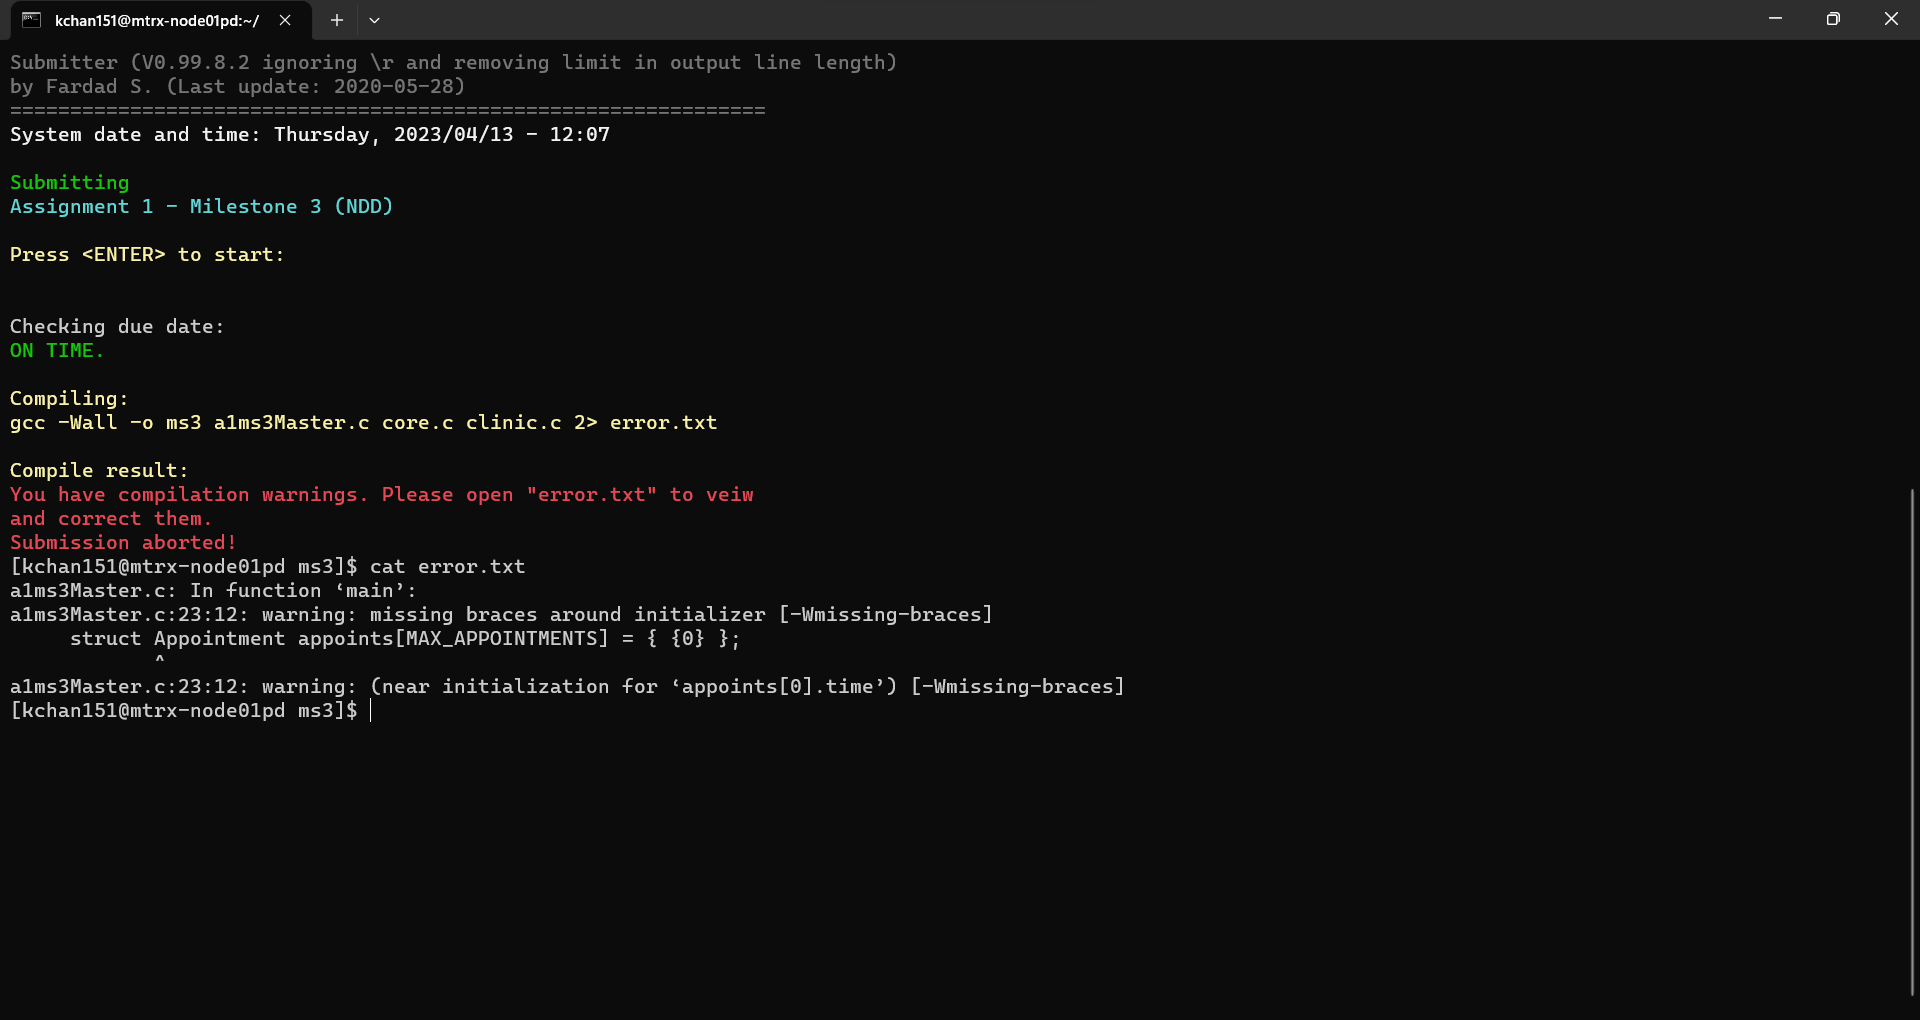 kchan151@mtrx-node01pd:~/
Submitter (V0.99.8.2 ignoring \r and removing limit in output line length)
by Fardad S. (Last update: 2020-05-28)
===============================================================
System date and time: Thursday, 2023/04/13 - 12:07
Submitting
Assignment 1 - Milestone 3 (NDD)
Press <ENTER> to start:
Checking due date:
ON TIME.
Compiling:
gcc -Wall -o ms3 a1ms3Master.c core.c clinic.c 2> error.txt
Compile result:
You have compilation warnings. Please open "error.txt" to veiw
and correct them.
Submission aborted!
[kchan151@mtrx-node01pd ms3]$ cat error.txt
a1ms3Master.c: In function ‘main’:
a1ms3Master.c:23:12: warning: missing braces around initializer [-Wmissing-braces]
     struct Appointment appoints[MAX_APPOINTMENTS] = { {0} };
            ^
a1ms3Master.c:23:12: warning: (near initialization for ‘appoints[0].time’) [-Wmissing-braces]
[kchan151@mtrx-node01pd ms3]$